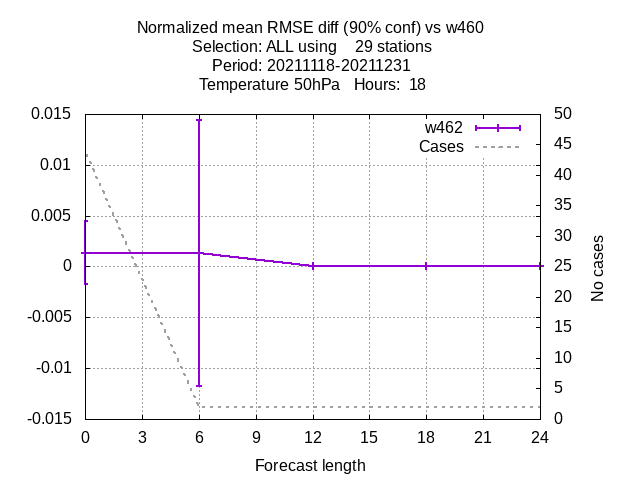 Normalized mean RMSE diff (90% conf) vs w460
Selection: ALL using    29 stations
Period: 20211118-20211231
Temperature 50hPa   Hours:  18
w462
Cases
0.015
0.01
0.005
0
-0.005
-0.01
-0.015
50
45
40
35
30
25
20
15
10
5
0
No cases
0 3 6 9 12 15 18 21 24
Forecast length